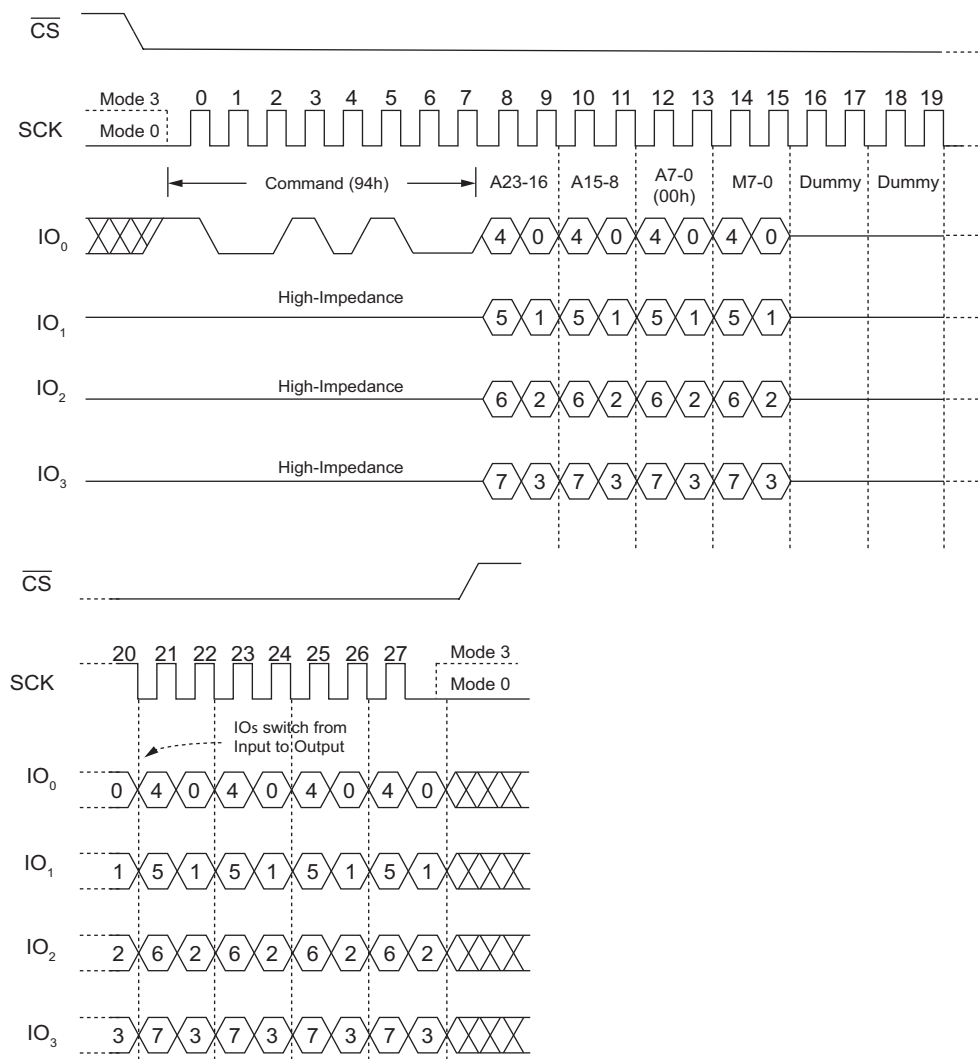 CS
Mode 3
0 1 2 3 4 5 6 7 8 9 10 11 12 13 14 15 16 17 18 19
SCK
Mode 0
Command (94h)
A23-16
A15-8
A7-0
(00h)
M7-0
Dummy
Dummy
IO0
4 0 4 0 4 0 4 0
High-Impedance
IO1
5 1 5 1 5 1 5 1
High-Impedance
IO2
6 2 6 2 6 2 6 2
High-Impedance
IO3
7 3 7 3 7 3 7 3
CS
20 21 22 23 24 25 26 27
Mode 3
SCK
Mode 0
IOs switch from
Input to Output
IO0
0 4 0 4 0 4 0 4 0
IO1
1 5 1 5 1 5 1 5 1
IO2
2 6 2 6 2 6 2 6 2
IO3
3 7 3 7 3 7 3 7 3